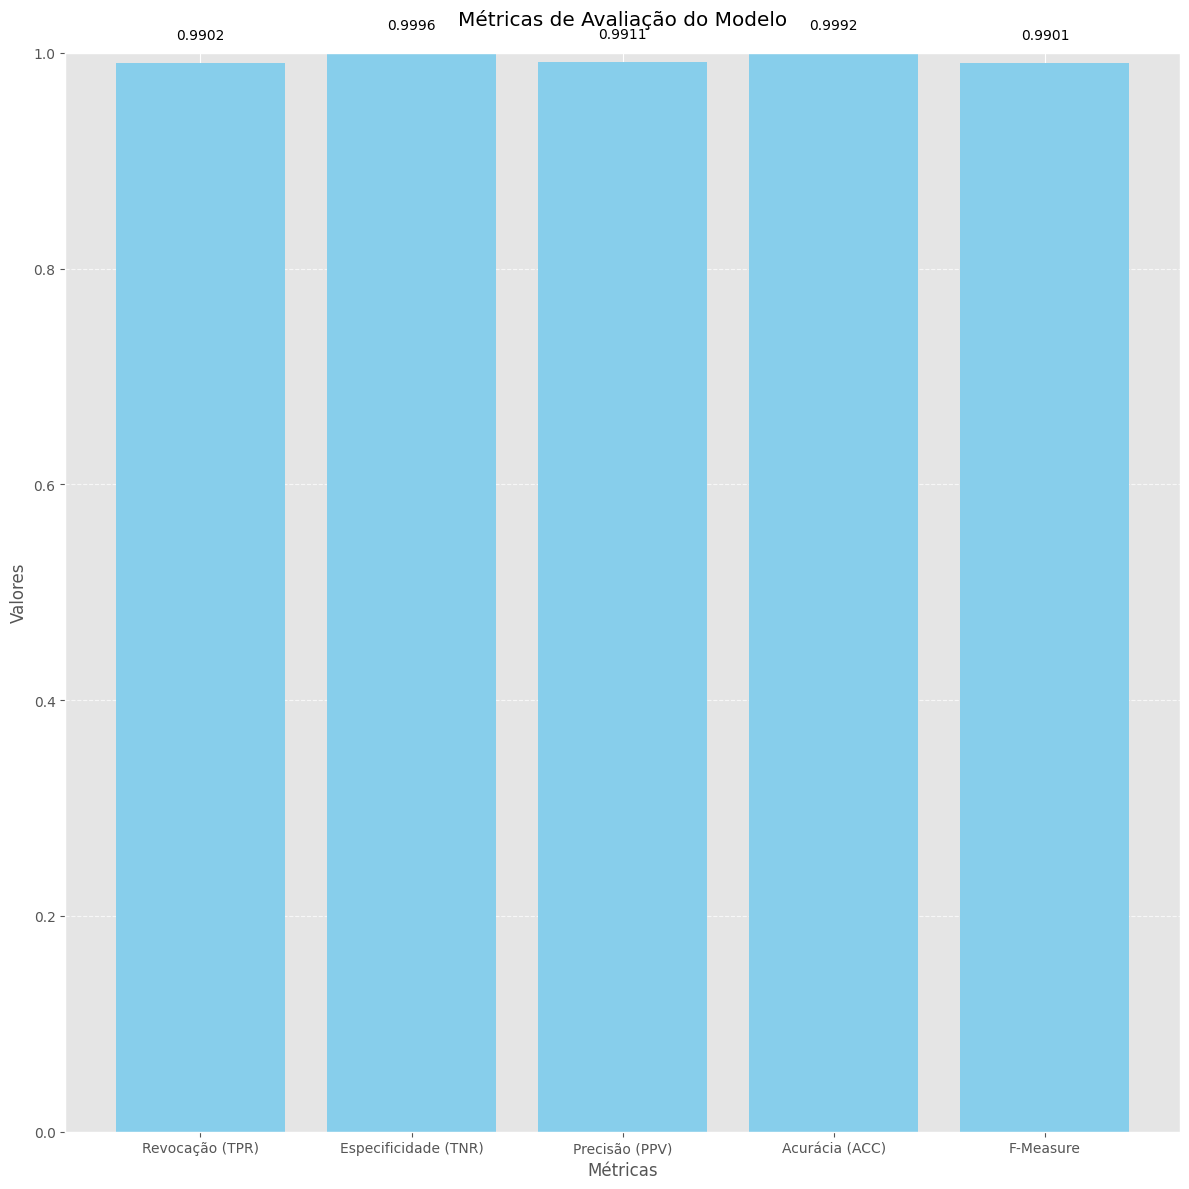 Métricas de Avaliação do Modelo
0.9902 0.9996 0.9911 0.9992 0.9901
1.0
0.8
0.6
0.4
0.2
0.0
Valores
Revocação (TPR) Especificidade (TNR) Precisão (PPV) Acurácia (ACC) F-Measure
Métricas